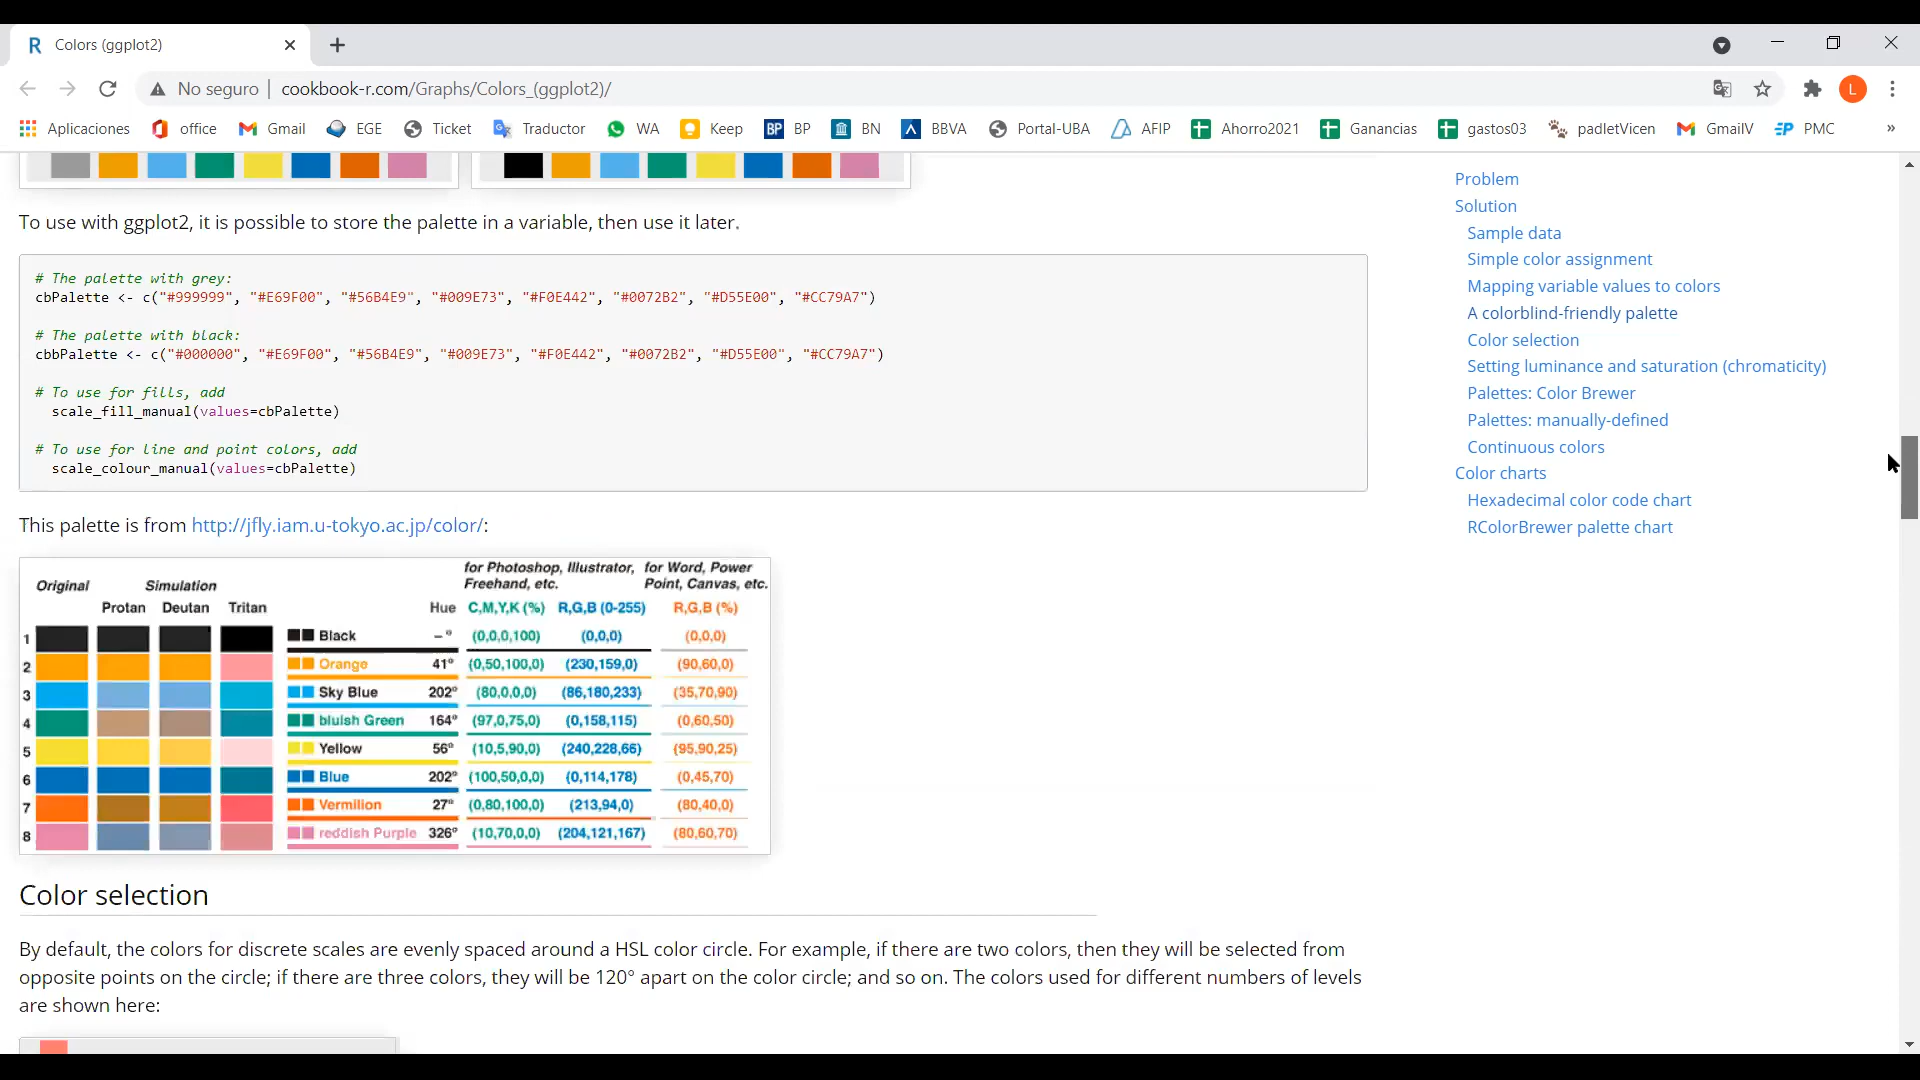 Colors (ggplot2)
No seguro | cookbook-r.com/Graphs/Colors_(ggplot2)/
Aplicaciones office Gmail EGE Ticket Traductor WA Keep BP BP BN BBVA Portal-UBA AFIP Ahorro2021 Ganancias gastos03 padletVicen GmailV PMC »
To use with ggplot2, it is possible to store the palette in a variable, then use it later.
# The palette with grey:
cbPalette <- c("#999999", "#E69F00", "#56B4E9", "#009E73", "#F0E442", "#0072B2", "#D55E00", "#CC79A7")
# The palette with black:
cbbPalette <- c("#000000", "#E69F00", "#56B4E9", "#009E73", "#F0E442", "#0072B2", "#D55E00", "#CC79A7")
# To use for fills, add
scale_fill_manual(values=cbPalette)
# To use for line and point colors, add
scale_colour_manual(values=cbPalette)
This palette is from http://jfly.iam.u-tokyo.ac.jp/color/:
for Photoshop, Illustrator, for Word, Power
Original Simulation Freehand, etc. Point, Canvas, etc.
Protan Deutan Tritan Hue C,M,Y,K (%) R,G,B (0-255) R,G,B (%)
1 Black –° (0,0,0,100) (0,0,0) (0,0,0)
2 Orange 41° (0,50,100,0) (230,159,0) (90,60,0)
3 Sky Blue 202° (80,0,0,0) (86,180,233) (35,70,90)
4 bluish Green 164° (97,0,75,0) (0,158,115) (0,60,50)
5 Yellow 56° (10,5,90,0) (240,228,66) (95,90,25)
6 Blue 202° (100,50,0,0) (0,114,178) (0,45,70)
7 Vermilion 27° (0,80,100,0) (213,94,0) (80,40,0)
8 reddish Purple 326° (10,70,0,0) (204,121,167) (80,60,70)
Color selection
By default, the colors for discrete scales are evenly spaced around a HSL color circle. For example, if there are two colors, then they will be selected from
opposite points on the circle; if there are three colors, they will be 120° apart on the color circle; and so on. The colors used for different numbers of levels
are shown here:
Problem
Solution
Sample data
Simple color assignment
Mapping variable values to colors
A colorblind-friendly palette
Color selection
Setting luminance and saturation (chromaticity)
Palettes: Color Brewer
Palettes: manually-defined
Continuous colors
Color charts
Hexadecimal color code chart
RColorBrewer palette chart
L